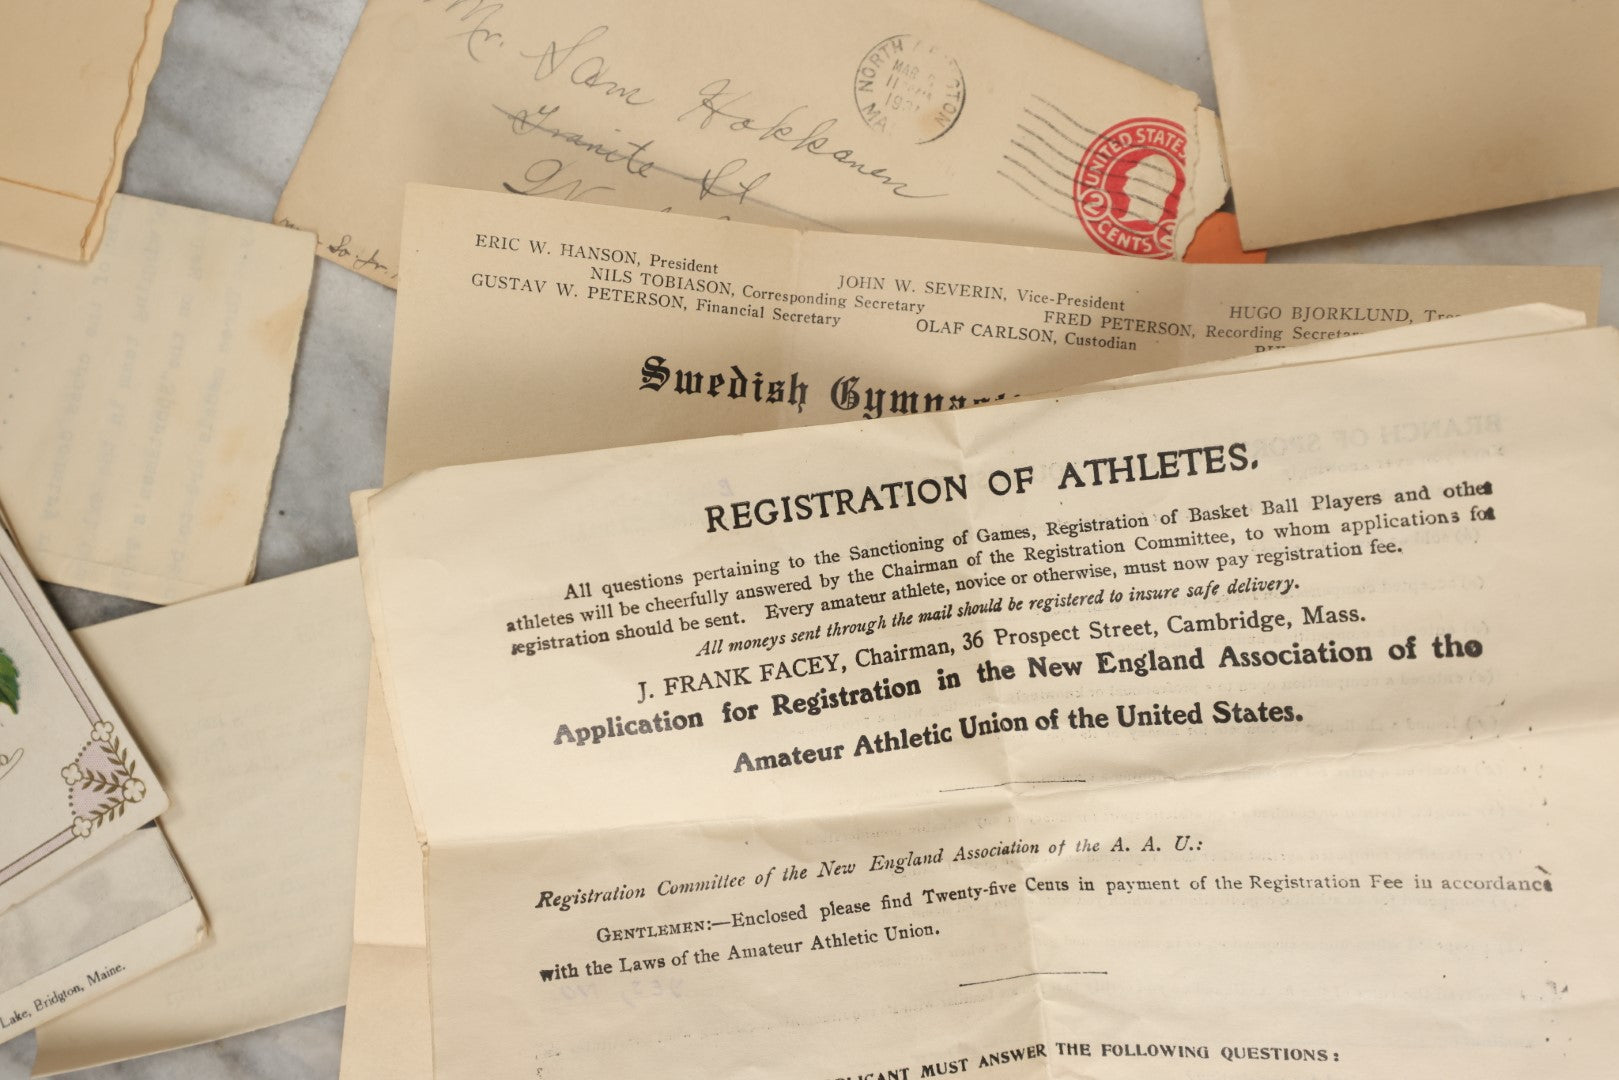 Mr. Sam Hokkanen
Granite St
NORTH
MAR
11
MA
UNITED STATES
2
CENTS
So.
ERIC W. HANSON, President
JOHN W. SEVERIN, Vice-President
HUGO BJORKLUND,
NILS TOBIASON, Corresponding Secretary
FRED PETERSON, Recording
GUSTAV W. PETERSON, Financial Secretary
OLAF CARLSON, Custodian
Swedish
REGISTRATION OF ATHLETES.
All questions pertaining to the Sanctioning of Games, Registration of Basket Ball Players and other
athletes will be cheerfully answered by the Chairman of the Registration Committee, to whom applications for
registration should be sent. Every amateur athlete, novice or otherwise, must now pay registration fee.
All moneys sent through the mail should be registered to insure safe delivery.
J. FRANK FACEY, Chairman, 36 Prospect Street, Cambridge, Mass.
Application for Registration in the New England Association of the
Amateur Athletic Union of the United States.
Registration Committee of the New England Association of the A. A. U.:
GENTLEMEN:—Enclosed please find Twenty-five Cents in payment of the Registration Fee in accordance
with the Laws of the Amateur Athletic Union.
MUST ANSWER THE FOLLOWING QUESTIONS:
Lake, Bridgton, Maine.